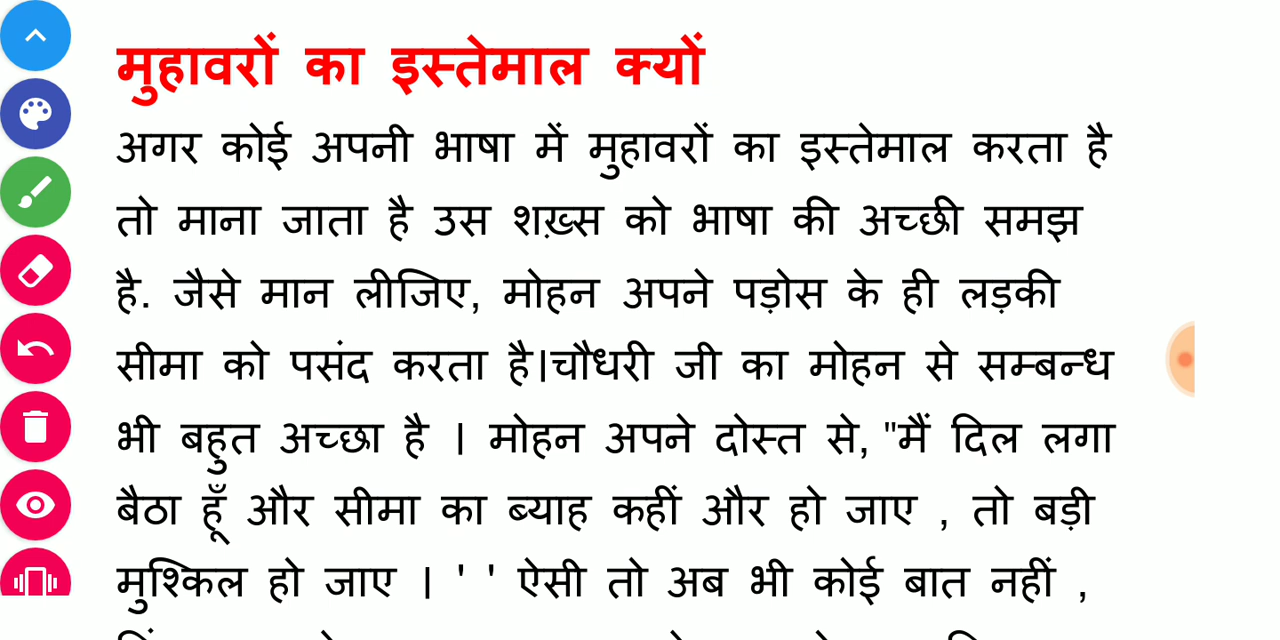 मुहावरों का इस्तेमाल क्यों
अगर कोई अपनी भाषा में मुहावरों का इस्तेमाल करता है
तो माना जाता है उस शख़्स को भाषा की अच्छी समझ
है. जैसे मान लीजिए, मोहन अपने पड़ोस के ही लड़की
सीमा को पसंद करता है।चौधरी जी का मोहन से सम्बन्ध
भी बहुत अच्छा है । मोहन अपने दोस्त से, "मैं दिल लगा
बैठा हूँ और सीमा का ब्याह कहीं और हो जाए , तो बड़ी
मुश्किल हो जाए । ' ' ऐसी तो अब भी कोई बात नहीं ,